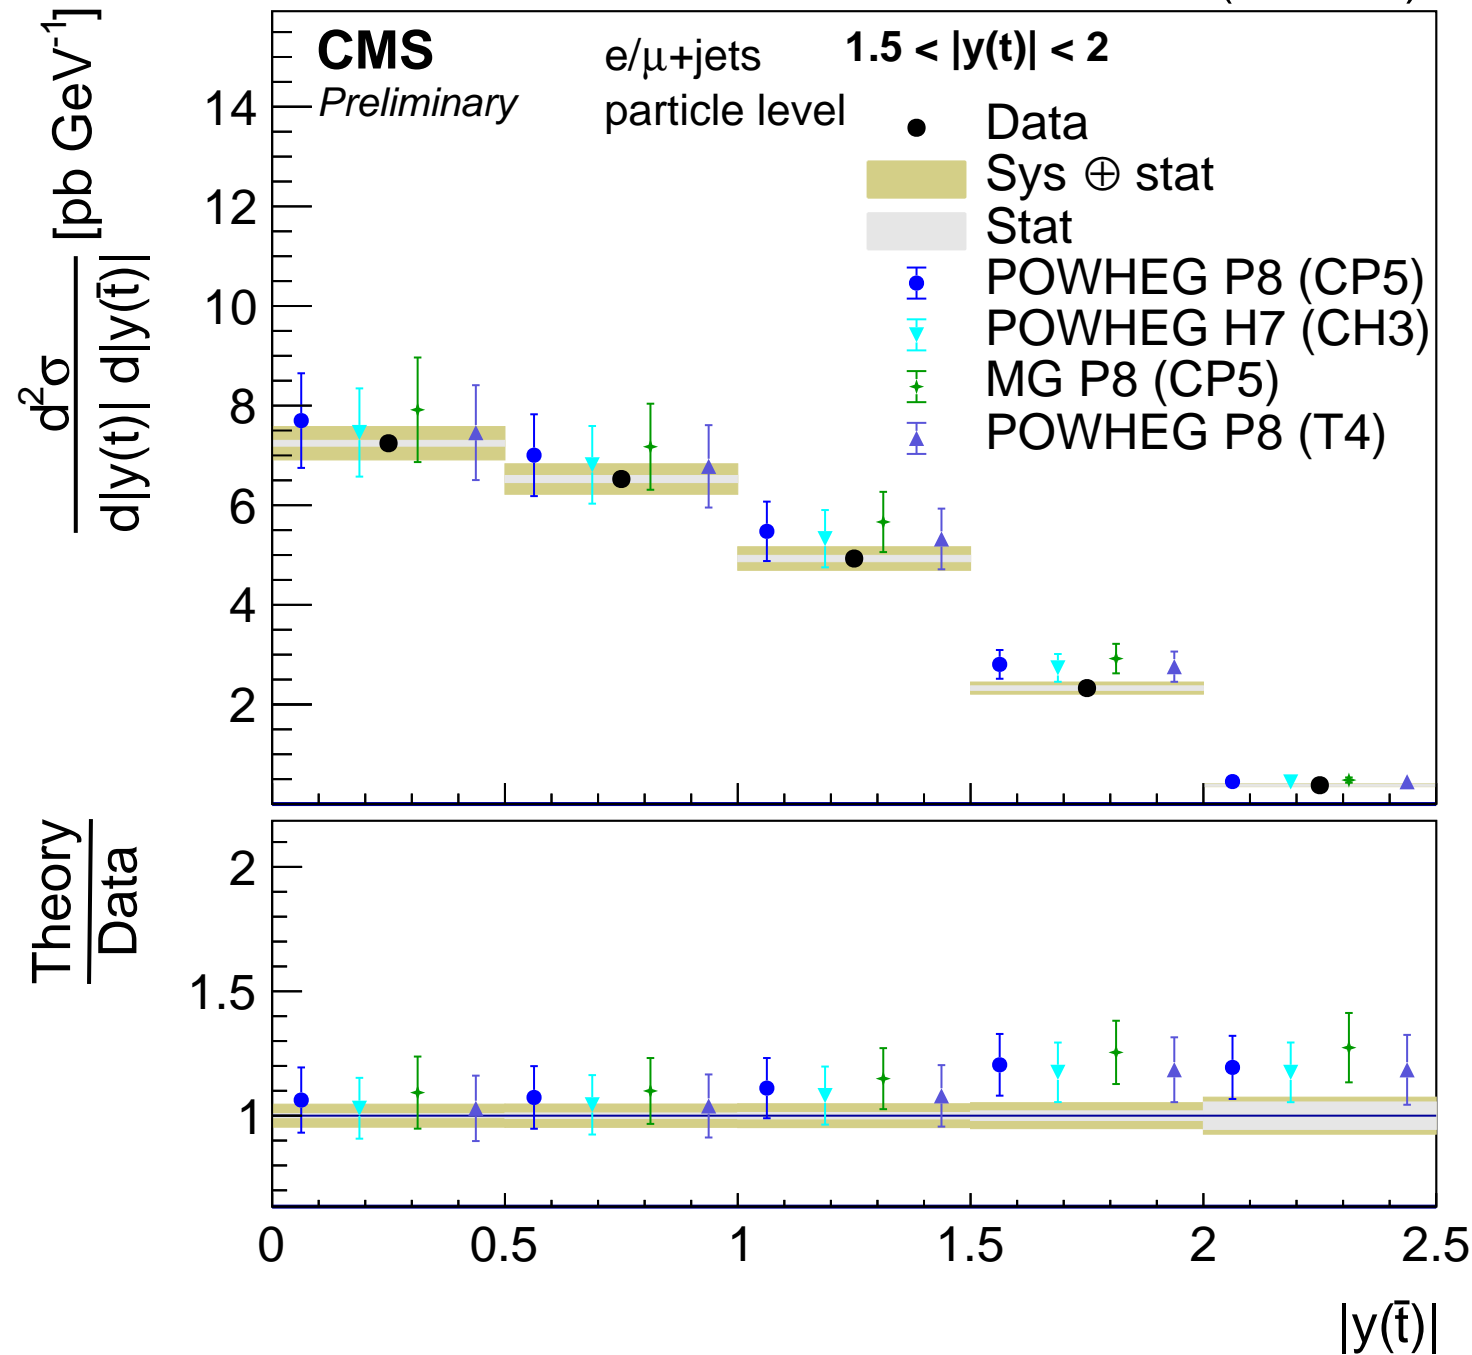 CMS
Preliminary
e/μ+jets
particle level
1.5 < |y(t)| < 2
Data
Sys ⊕ stat
Stat
POWHEG P8 (CP5)
POWHEG H7 (CH3)
MG P8 (CP5)
POWHEG P8 (T4)
d²σ
d|y(t)| d|y(t̄)|
[pb GeV⁻¹]
14
12
10
8
6
4
2
Theory
Data
2
1.5
1
0 0.5 1 1.5 2 2.5
|y(t̄)|